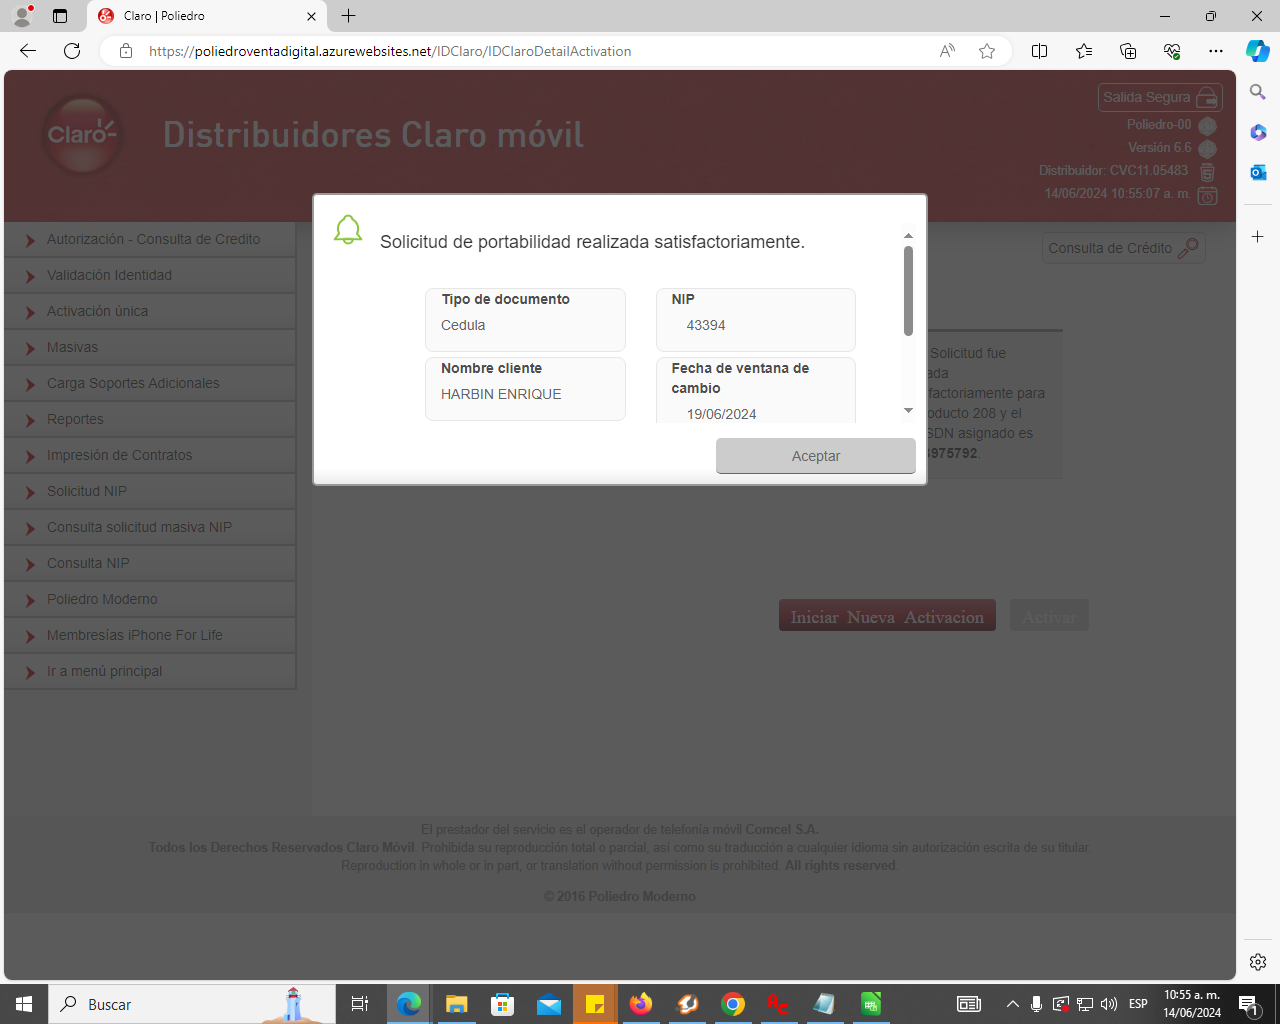 Claro | Poliedro
https://poliedroventadigital.azurewebsites.net/IDClaro/IDClaroDetailActivation
Claro
Distribuidores Claro móvil
Salida Segura
Poliedro-00
Versión 6.6
Distribuidor: CVC11.05483
14/06/2024 10:55:07 a. m.
Autorización - Consulta de Credito
Validación Identidad
Activación única
Masivas
Carga Soportes Adicionales
Reportes
Impresión de Contratos
Solicitud NIP
Consulta solicitud masiva NIP
Consulta NIP
Poliedro Moderno
Membresías iPhone For Life
Ir a menú principal
Consulta de Crédito
Solicitud de portabilidad realizada satisfactoriamente.
Tipo de documento
Cedula
NIP
43394
Nombre cliente
HARBIN ENRIQUE
Fecha de ventana de
cambio
19/06/2024
Aceptar
Solicitud fue
ada
factoriamente para
oducto 208 y el
SDN asignado es
3975792.
Iniciar Nueva Activacion
Activar
El prestador del servicio es el operador de telefonía móvil Comcel S.A.
Todos los Derechos Reservados Claro Móvil. Prohibida su reproducción total o parcial, así como su traducción a cualquier idioma sin autorización escrita de su titular.
Reproduction in whole or in part, or translation without permission is prohibited. All rights reserved.
© 2016 Poliedro Moderno
Buscar
ESP
10:55 a. m.
14/06/2024
1